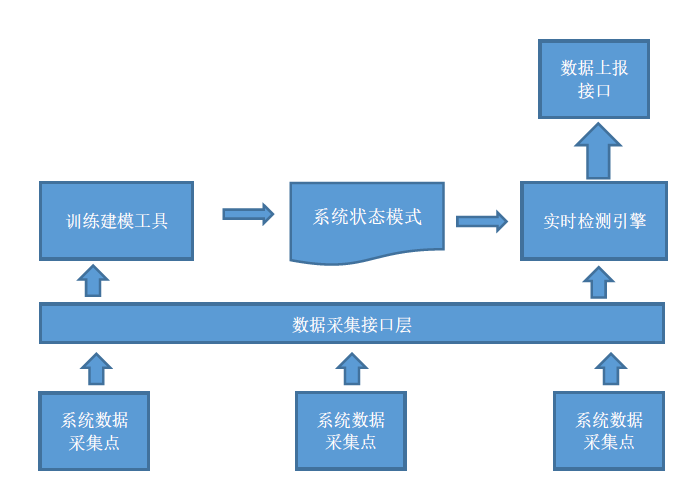 数据上报
接口
训练建模工具
系统状态模式
实时检测引擎
数据采集接口层
系统数据
采集点
系统数据
采集点
系统数据
采集点